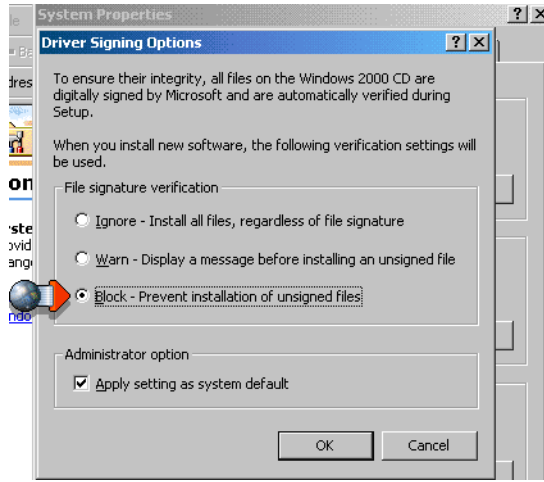 System Properties
Driver Signing Options
To ensure their integrity, all files on the Windows 2000 CD are
digitally signed by Microsoft and are automatically verified during
Setup.
When you install new software, the following verification settings will
be used.
File signature verification
Ignore - Install all files, regardless of file signature
Warn - Display a message before installing an unsigned file
Block - Prevent installation of unsigned files
Administrator option
Apply setting as system default
OK
Cancel